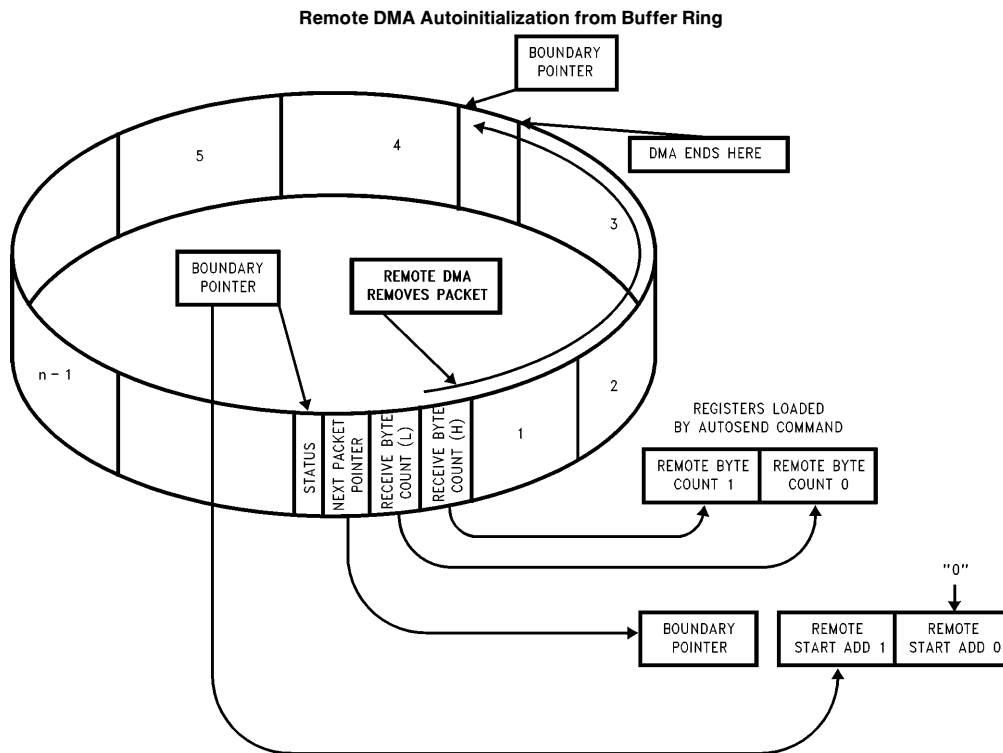 Remote DMA Autoinitialization from Buffer Ring
BOUNDARY
POINTER
DMA ENDS HERE
5
4
3
BOUNDARY
POINTER
REMOTE DMA
REMOVES PACKET
n - 1
STATUS
NEXT PACKET
POINTER
RECEIVE BYTE
COUNT (L)
RECEIVE BYTE
COUNT (H)
1
2
REGISTERS LOADED
BY AUTOSEND COMMAND
REMOTE BYTE
COUNT 1
REMOTE BYTE
COUNT 0
"0"
BOUNDARY
POINTER
REMOTE
START ADD 1
REMOTE
START ADD 0